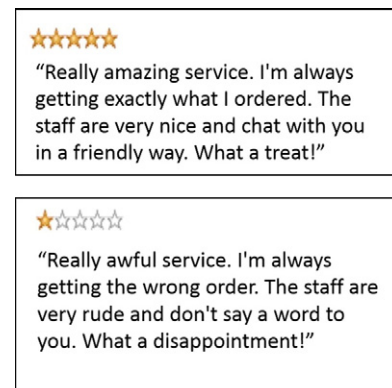 “Really amazing service. I'm always
getting exactly what I ordered. The
staff are very nice and chat with you
in a friendly way. What a treat!”
“Really awful service. I'm always
getting the wrong order. The staff are
very rude and don't say a word to
you. What a disappointment!”